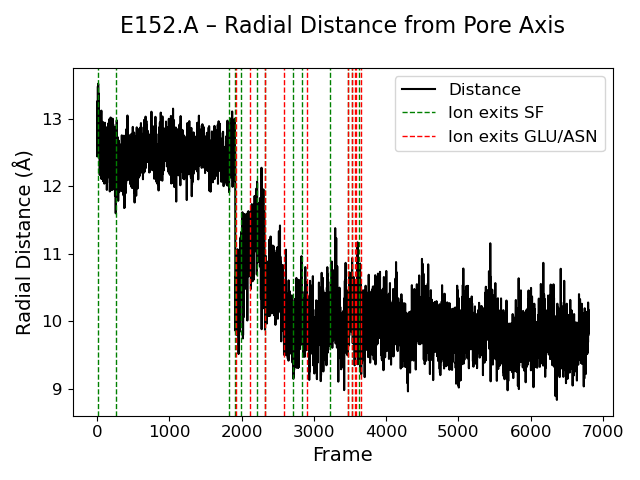 E152.A – Radial Distance from Pore Axis
Distance
Ion exits SF
Ion exits GLU/ASN
Radial Distance (Å)
13
12
11
10
9
0 1000 2000 3000 4000 5000 6000 7000
Frame